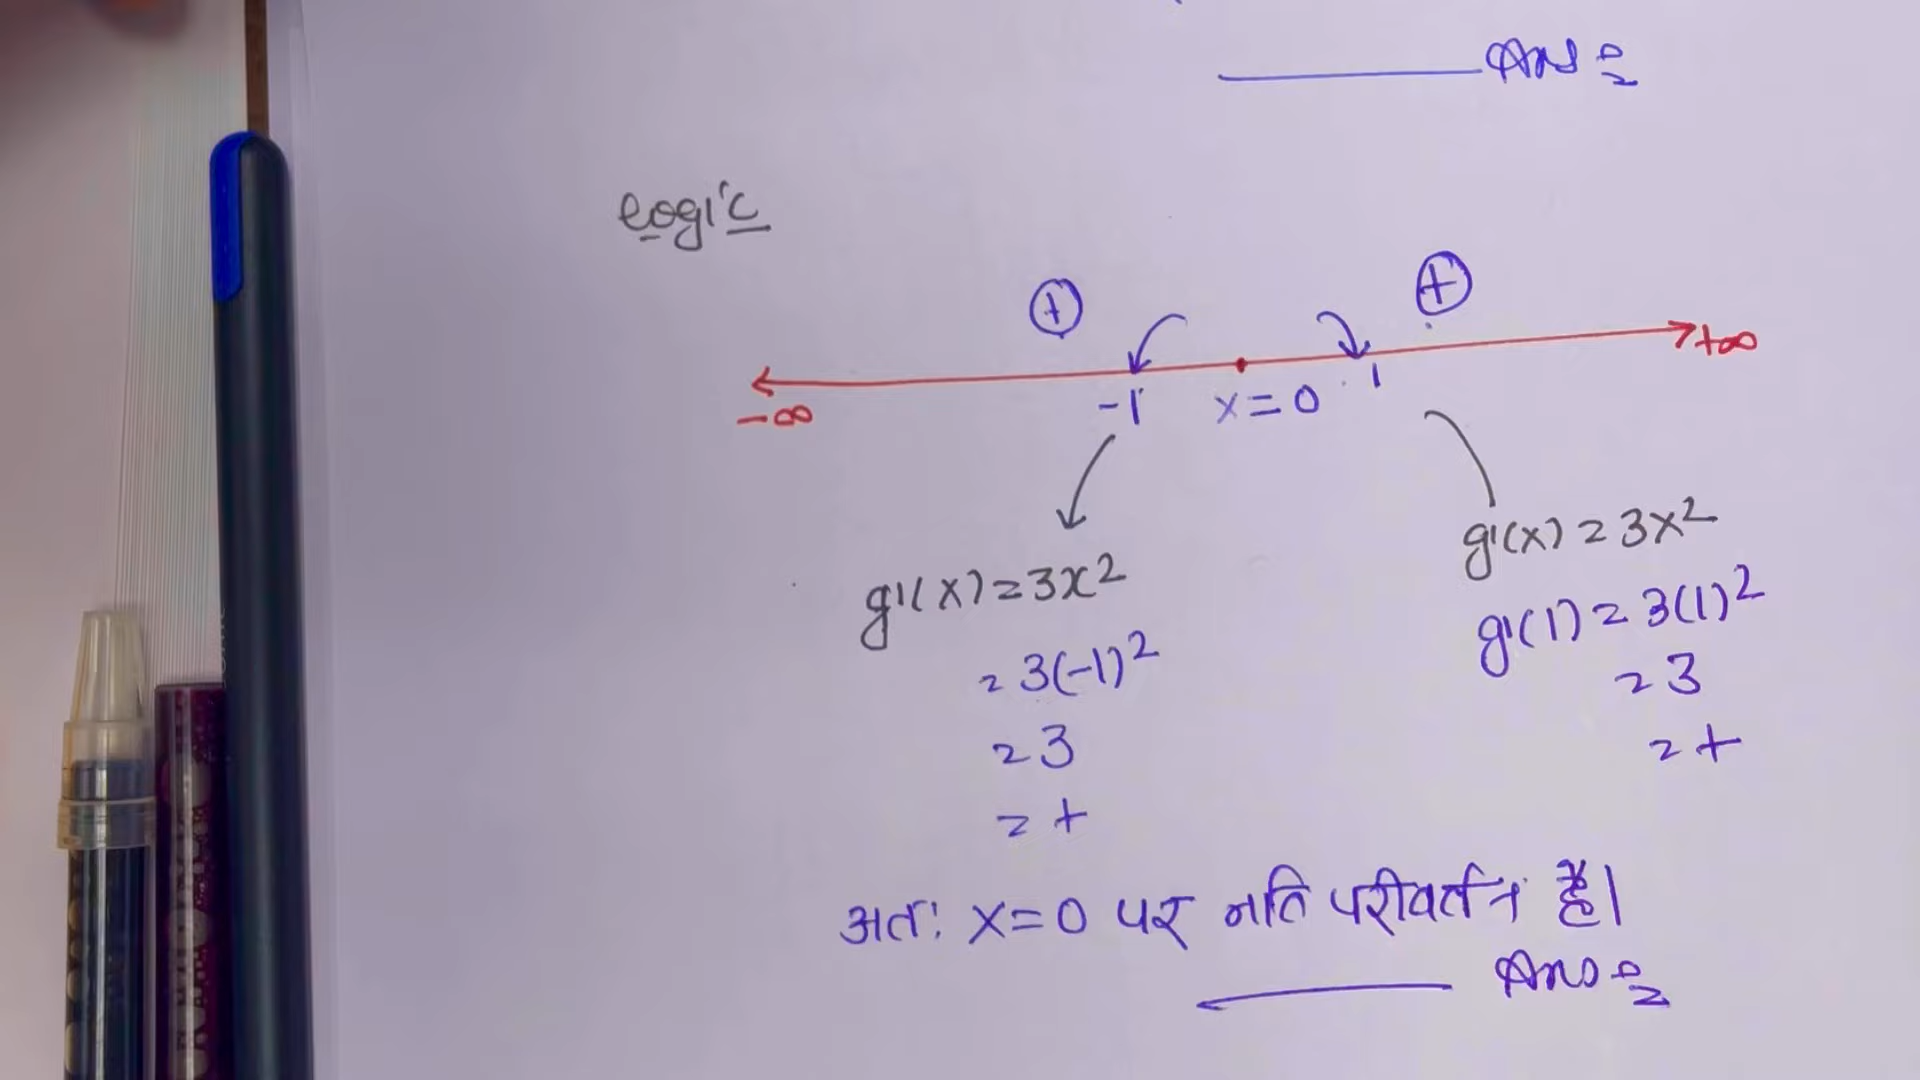 Ans
Logic
+ +
-∞ -1 x=0 1 +∞
g'(x)=3x²
=3(-1)²
=3
=+
g'(x)=3x²
g'(1)=3(1)²
=3
=+
अतः x=0 पर नति परीवर्तन है।
Ans